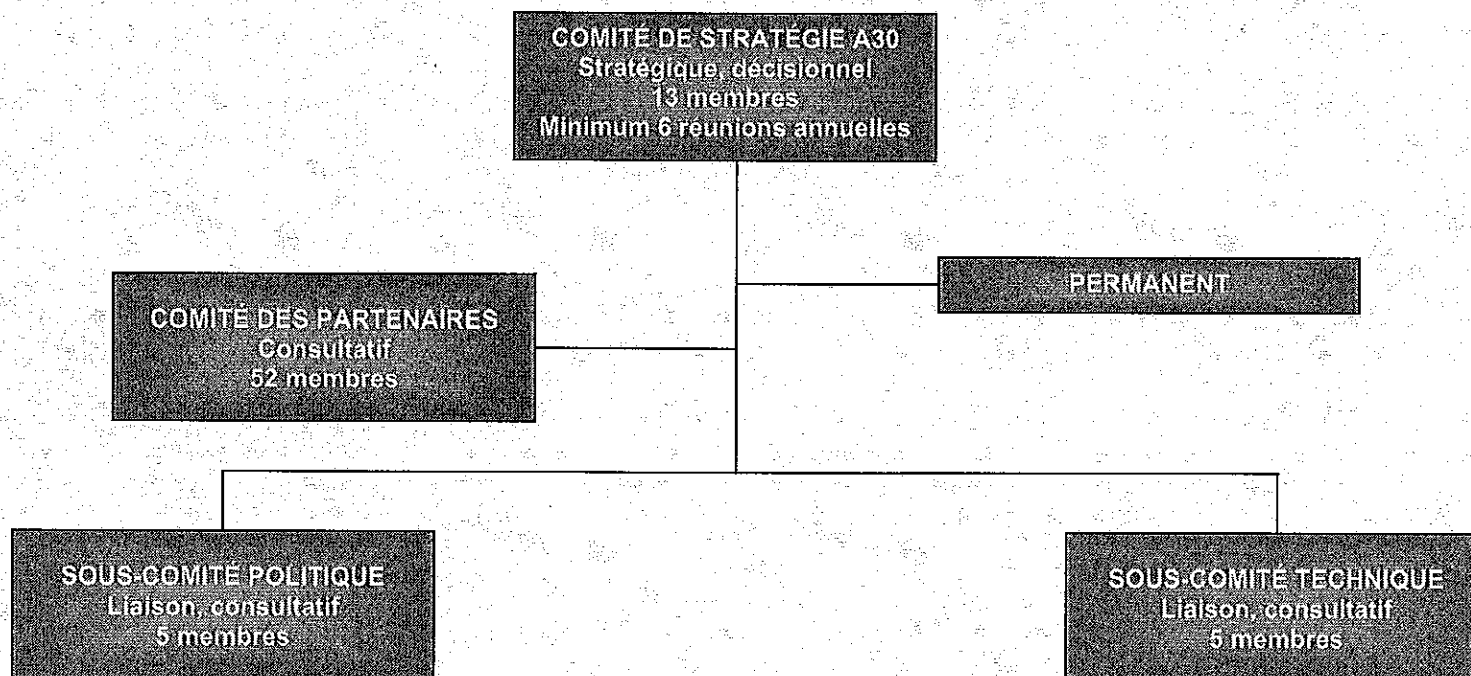 COMITÉ DE STRATÉGIE A30
Stratégique, décisionnel
13 membres
Minimum 6 réunions annuelles
PERMANENT
COMITÉ DES PARTENAIRES
Consultatif
52 membres
SOUS-COMITÉ POLITIQUE
Liaison, consultatif
5 membres
SOUS-COMITÉ TECHNIQUE
Liaison, consultatif
5 membres